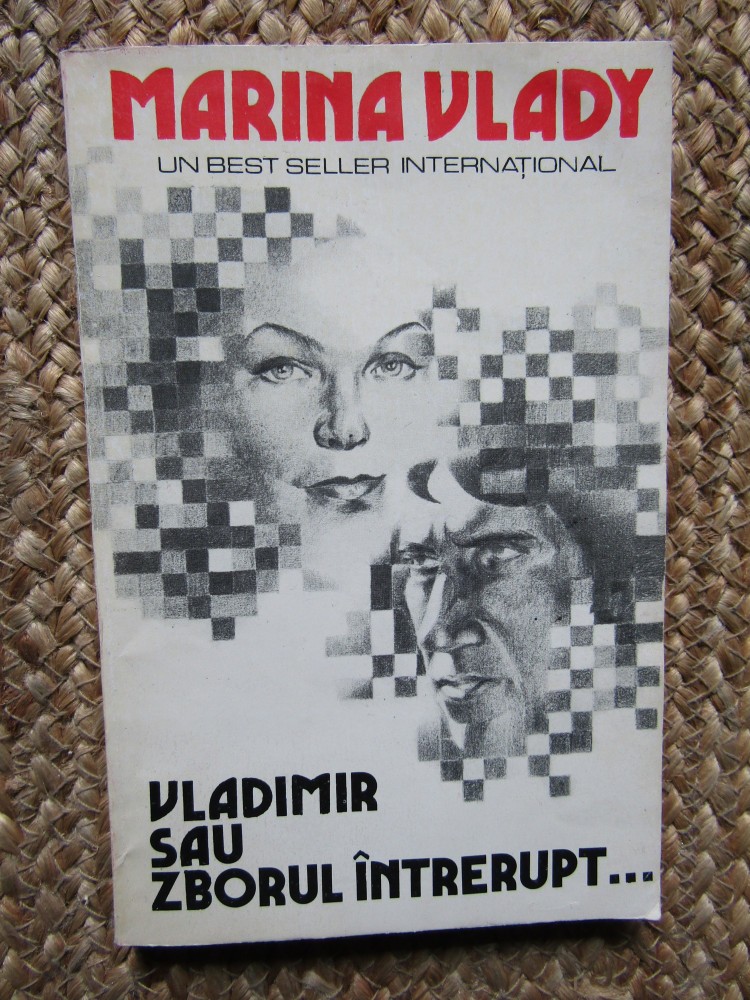 MARINA VLADY
UN BEST SELLER INTERNAȚIONAL
VLADIMIR
SAU
ZBORUL ÎNTRERUPT...